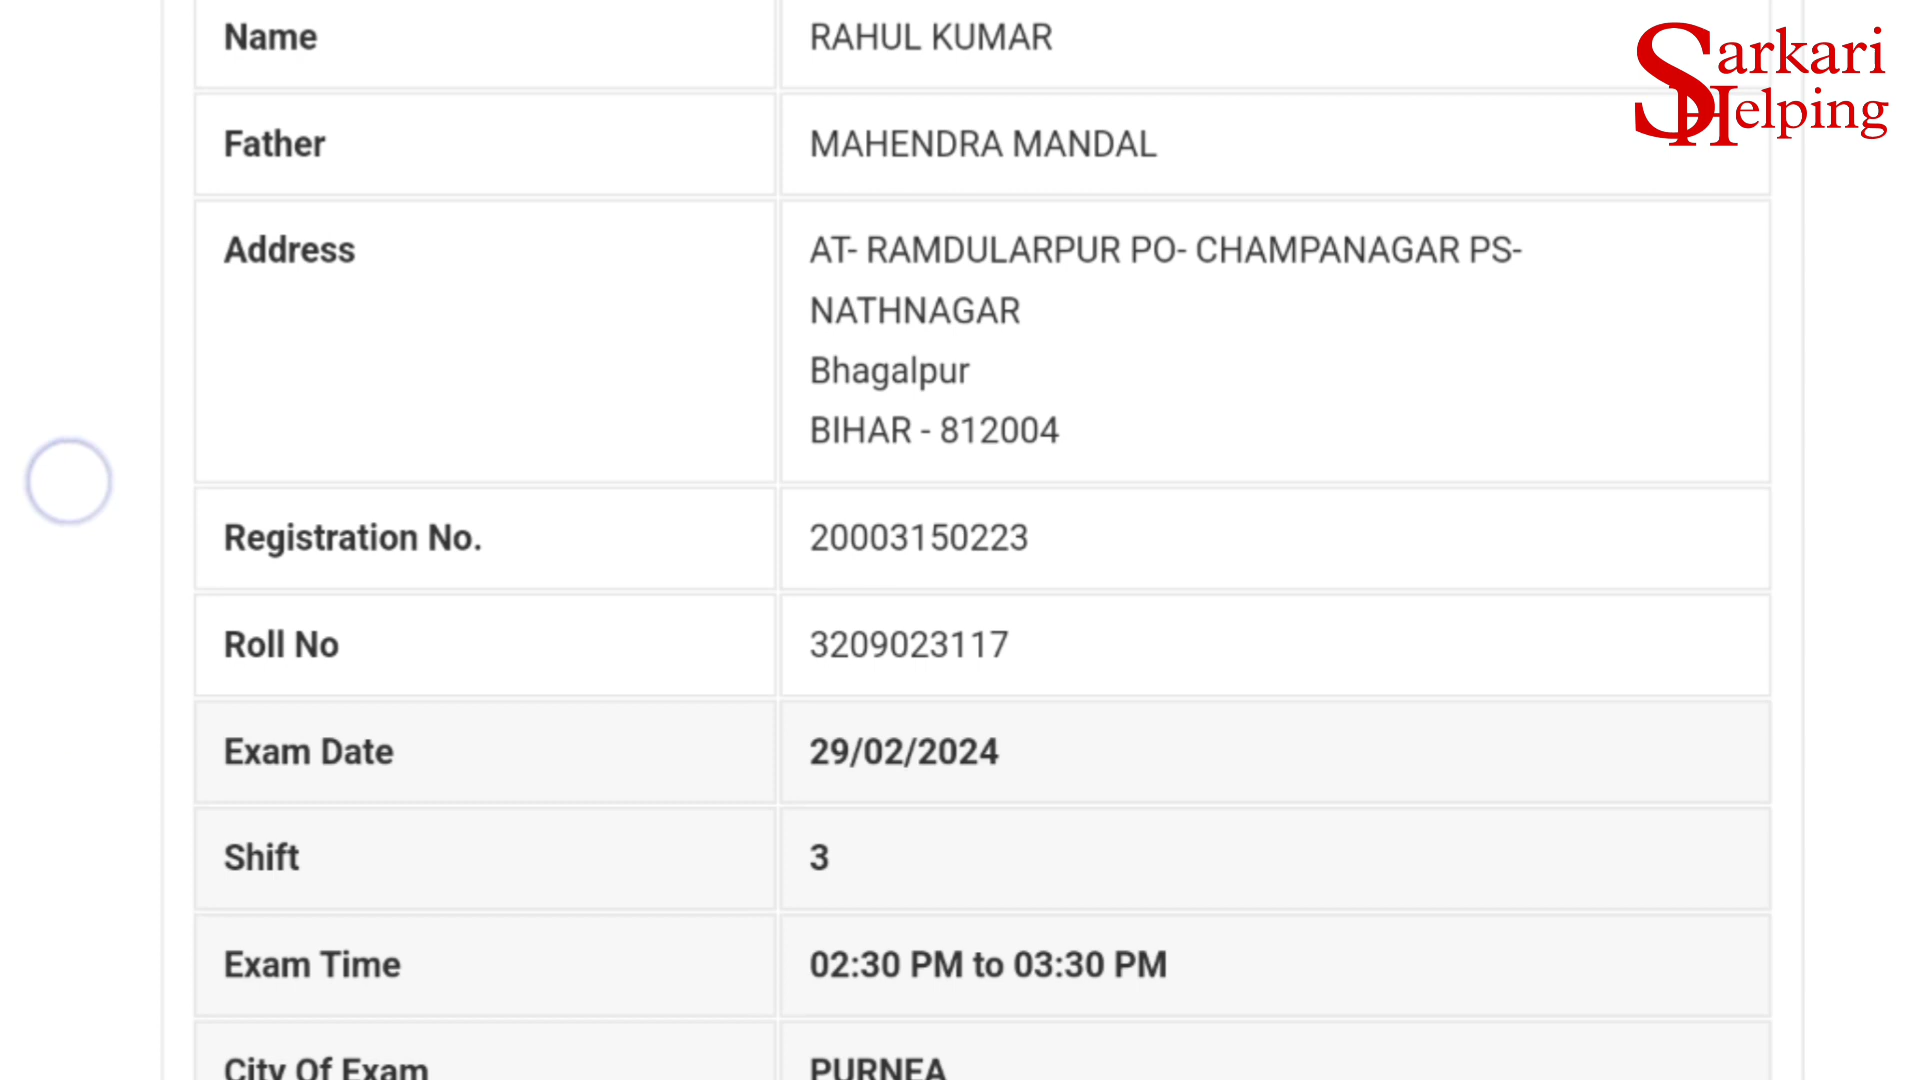 Name RAHUL KUMAR
Sarkari
Helping
Father MAHENDRA MANDAL
Address AT- RAMDULARPUR PO- CHAMPANAGAR PS-
NATHNAGAR
Bhagalpur
BIHAR - 812004
Registration No. 20003150223
Roll No 3209023117
Exam Date 29/02/2024
Shift 3
Exam Time 02:30 PM to 03:30 PM
City Of Exam PURNEA